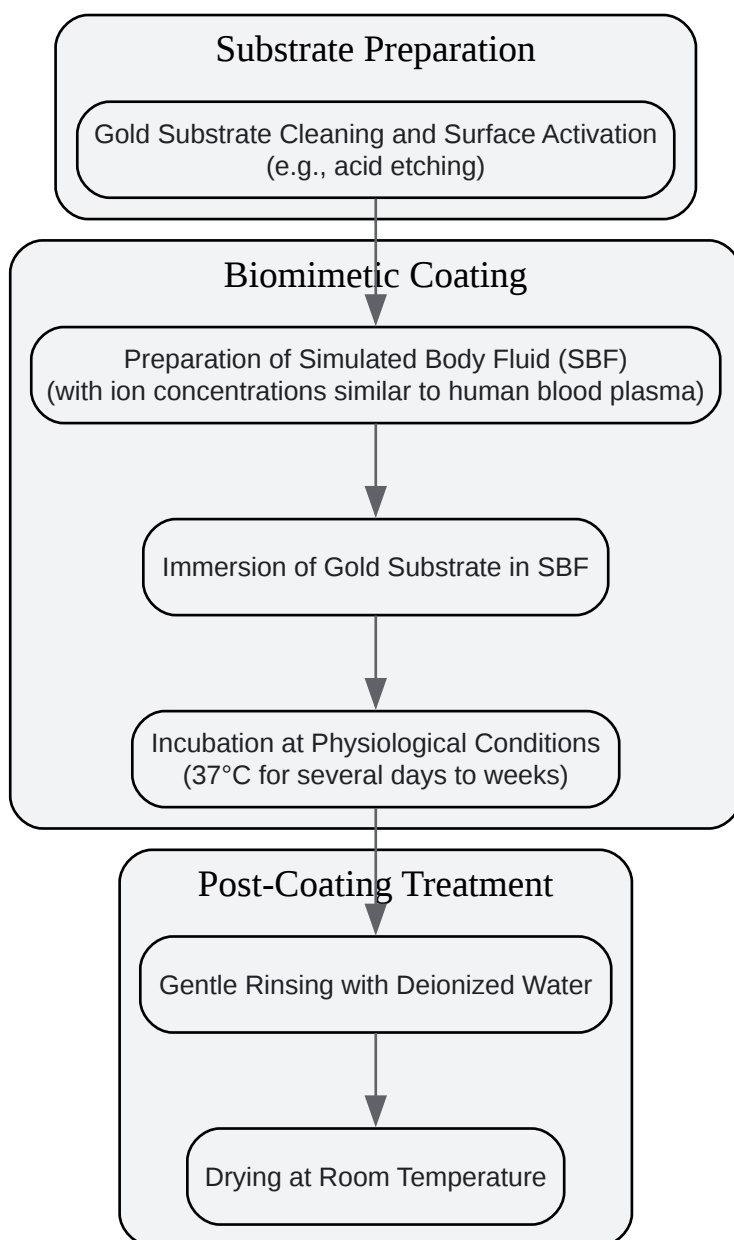 Substrate Preparation
Gold Substrate Cleaning and Surface Activation
(e.g., acid etching)
Biomimetic Coating
Preparation of Simulated Body Fluid (SBF)
(with ion concentrations similar to human blood plasma)
Immersion of Gold Substrate in SBF
Incubation at Physiological Conditions
(37°C for several days to weeks)
Post-Coating Treatment
Gentle Rinsing with Deionized Water
Drying at Room Temperature